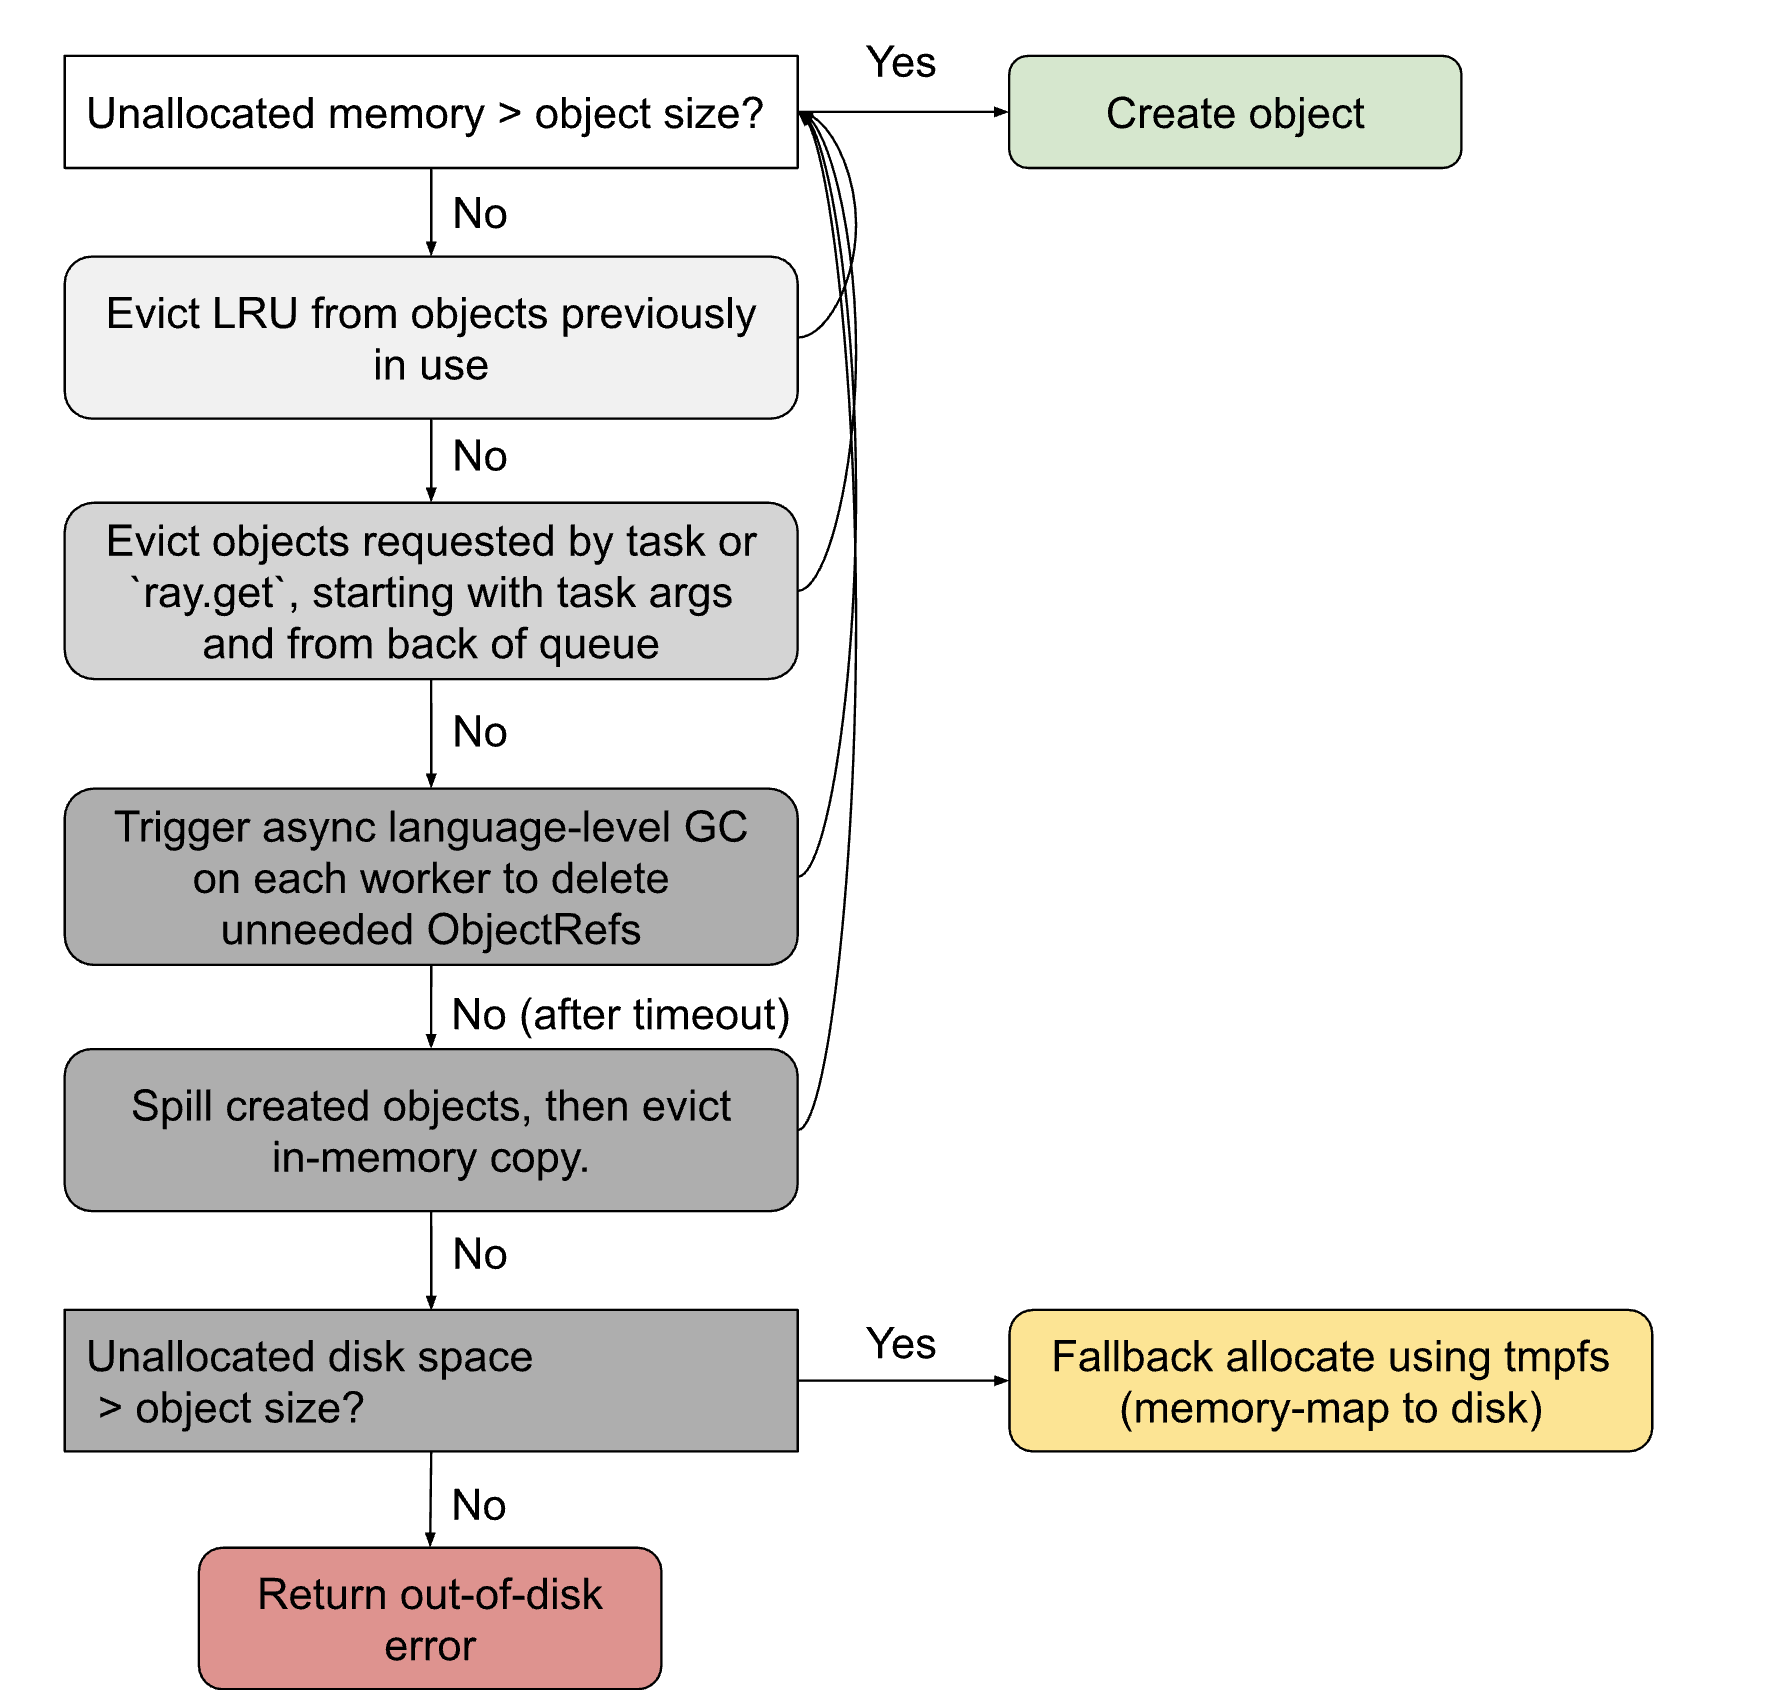 Unallocated memory > object size?
Yes
Create object
No
Evict LRU from objects previously
in use
No
Evict objects requested by task or
`ray.get`, starting with task args
and from back of queue
No
Trigger async language-level GC
on each worker to delete
unneeded ObjectRefs
No (after timeout)
Spill created objects, then evict
in-memory copy.
No
Unallocated disk space
> object size?
Yes
Fallback allocate using tmpfs
(memory-map to disk)
No
Return out-of-disk
error